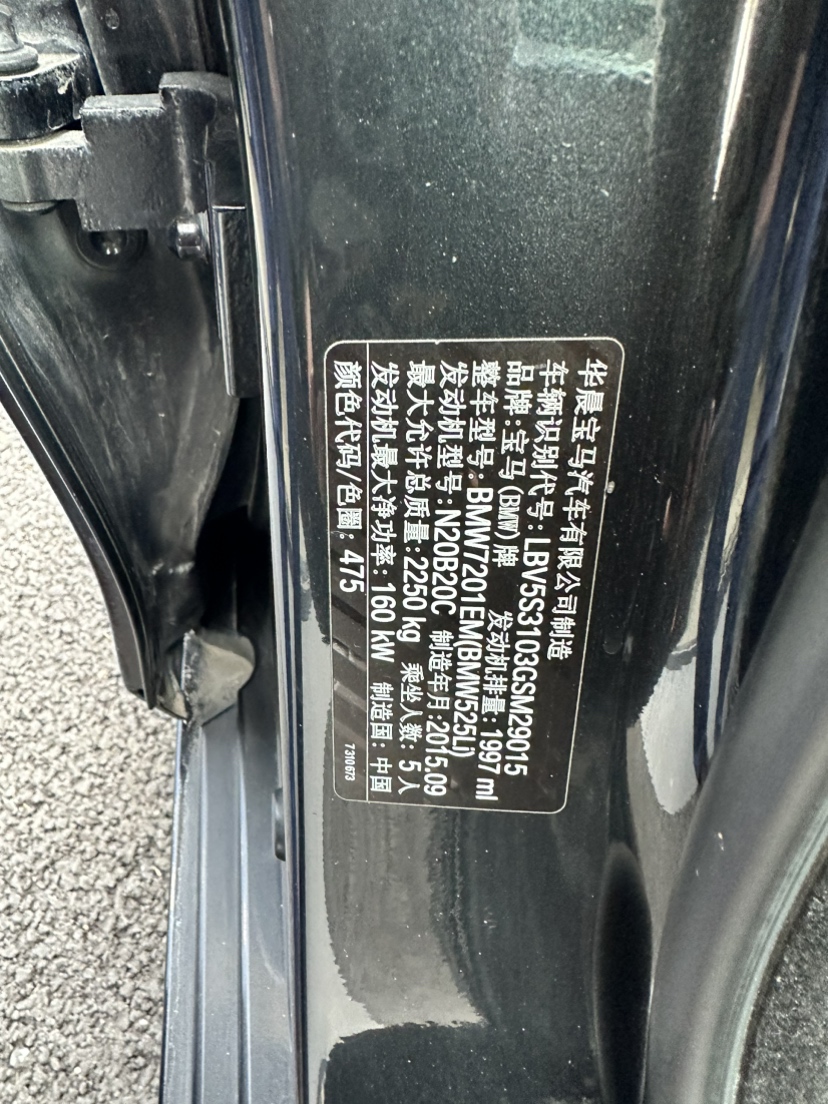 华晨宝马汽车有限公司制造
车辆识别代号: LBV5S3103GSM29015
品牌: 宝马 (BMW) 牌 发动机排量: 1997 ml
整车型号: BMW7201EM(BMW525Li)
发动机型号: N20B20C 制造年月: 2015.09
最大允许总质量: 2250 kg 乘坐人数: 5 人
发动机最大净功率: 160 kW 制造国: 中国
颜色代码/色圈: 475
7 310 673